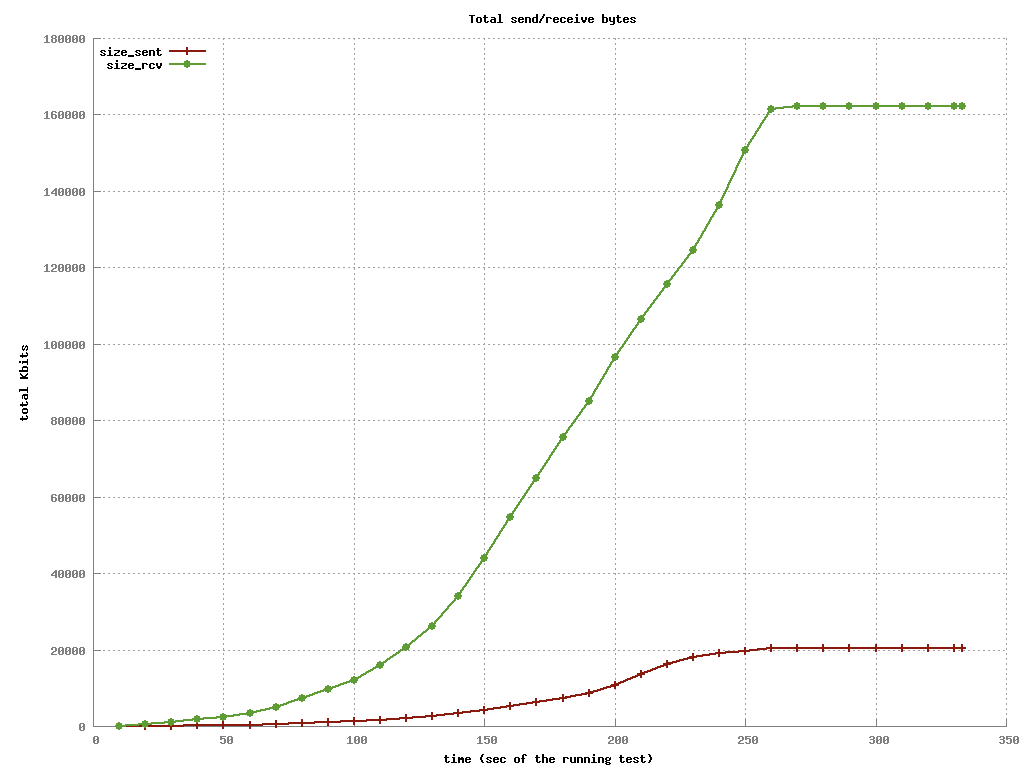 Total send/receive bytes
180000
size_sent
size_rcv
160000
140000
120000
100000
total Kbits
80000
60000
40000
20000
0
0 50 100 150 200 250 300 350
time (sec of the running test)